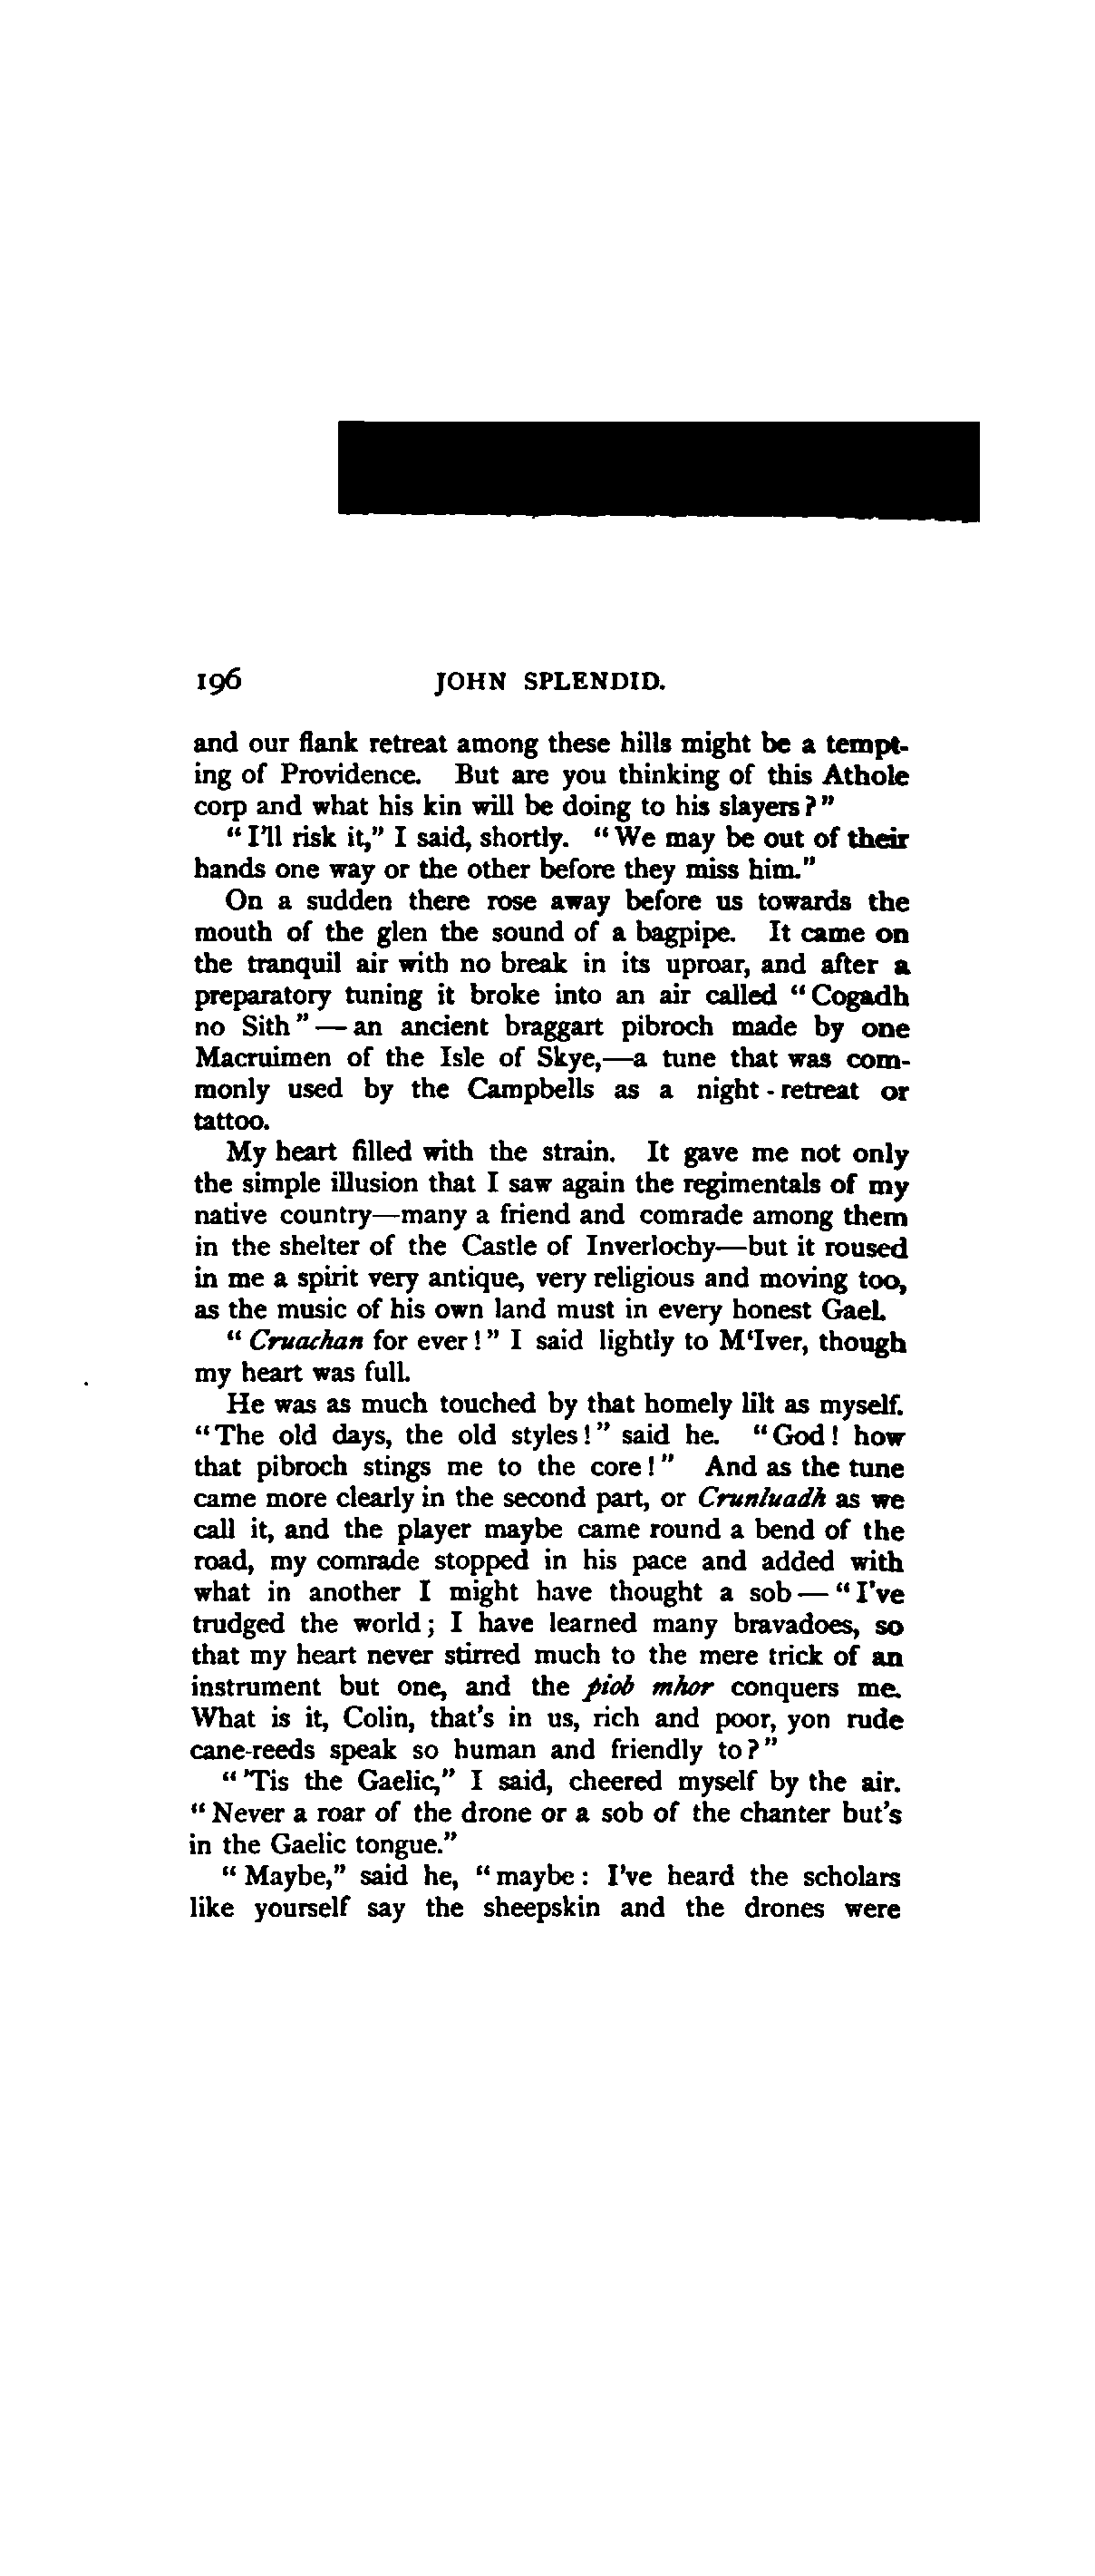 196 JOHN SPLENDID.
and our flank retreat among these hills might be a tempt-
ing of Providence. But are you thinking of this Athole
corp and what his kin will be doing to his slayers?"
"I'll risk it," I said, shortly. "We may be out of their
hands one way or the other before they miss him."
On a sudden there rose away before us towards the
mouth of the glen the sound of a bagpipe. It came on
the tranquil air with no break in its uproar, and after a
preparatory tuning it broke into an air called "Cogadh
no Sith"—an ancient braggart pibroch made by one
Macruimen of the Isle of Skye,—a tune that was com-
monly used by the Campbells as a night-retreat or
tattoo.
My heart filled with the strain. It gave me not only
the simple illusion that I saw again the regimentals of my
native country—many a friend and comrade among them
in the shelter of the Castle of Inverlochy—but it roused
in me a spirit very antique, very religious and moving too,
as the music of his own land must in every honest Gael.
"Cruachan for ever!" I said lightly to M‘Iver, though
my heart was full.
He was as much touched by that homely lilt as myself.
"The old days, the old styles!" said he. "God! how
that pibroch stings me to the core!" And as the tune
came more clearly in the second part, or Crunluadh as we
call it, and the player maybe came round a bend of the
road, my comrade stopped in his pace and added with
what in another I might have thought a sob—"I've
trudged the world; I have learned many bravadoes, so
that my heart never stirred much to the mere trick of an
instrument but one, and the piob mhor conquers me.
What is it, Colin, that's in us, rich and poor, yon rude
cane-reeds speak so human and friendly to?"
"'Tis the Gaelic," I said, cheered myself by the air.
"Never a roar of the drone or a sob of the chanter but's
in the Gaelic tongue."
"Maybe," said he, "maybe: I've heard the scholars
like yourself say the sheepskin and the drones were